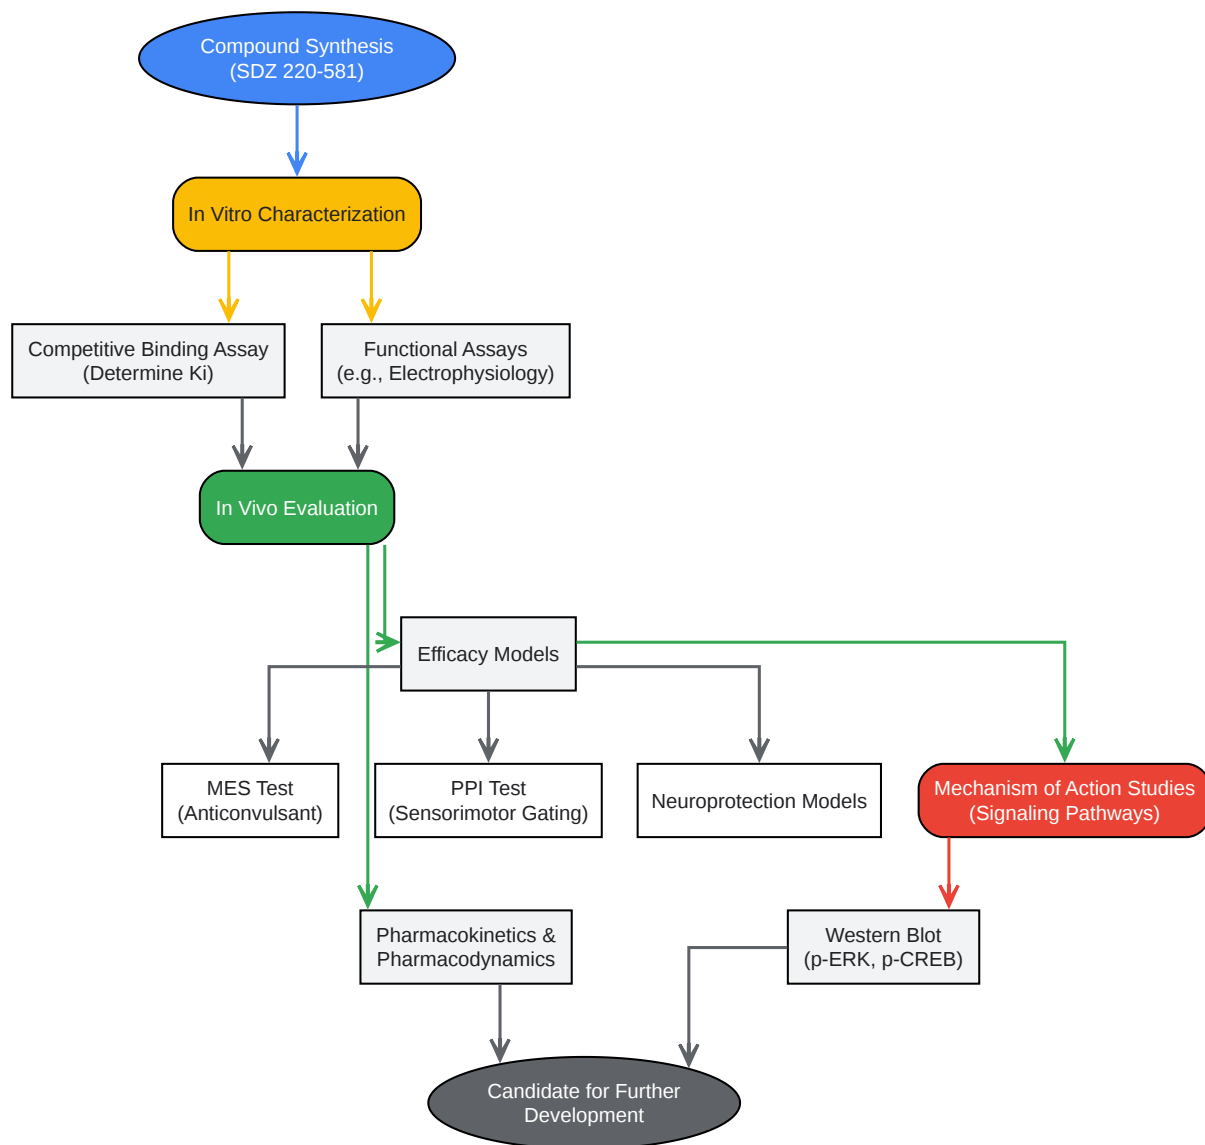 Compound Synthesis
(SDZ 220-581)
In Vitro Characterization
Competitive Binding Assay
(Determine Ki)
Functional Assays
(e.g., Electrophysiology)
In Vivo Evaluation
Efficacy Models
MES Test
(Anticonvulsant)
PPI Test
(Sensorimotor Gating)
Neuroprotection Models
Mechanism of Action Studies
(Signaling Pathways)
Pharmacokinetics &
Pharmacodynamics
Western Blot
(p-ERK, p-CREB)
Candidate for Further
Development